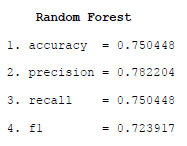 Random Forest
1. accuracy = 0.750448
2. precision = 0.782204
3. recall = 0.750448
4. f1 = 0.723917